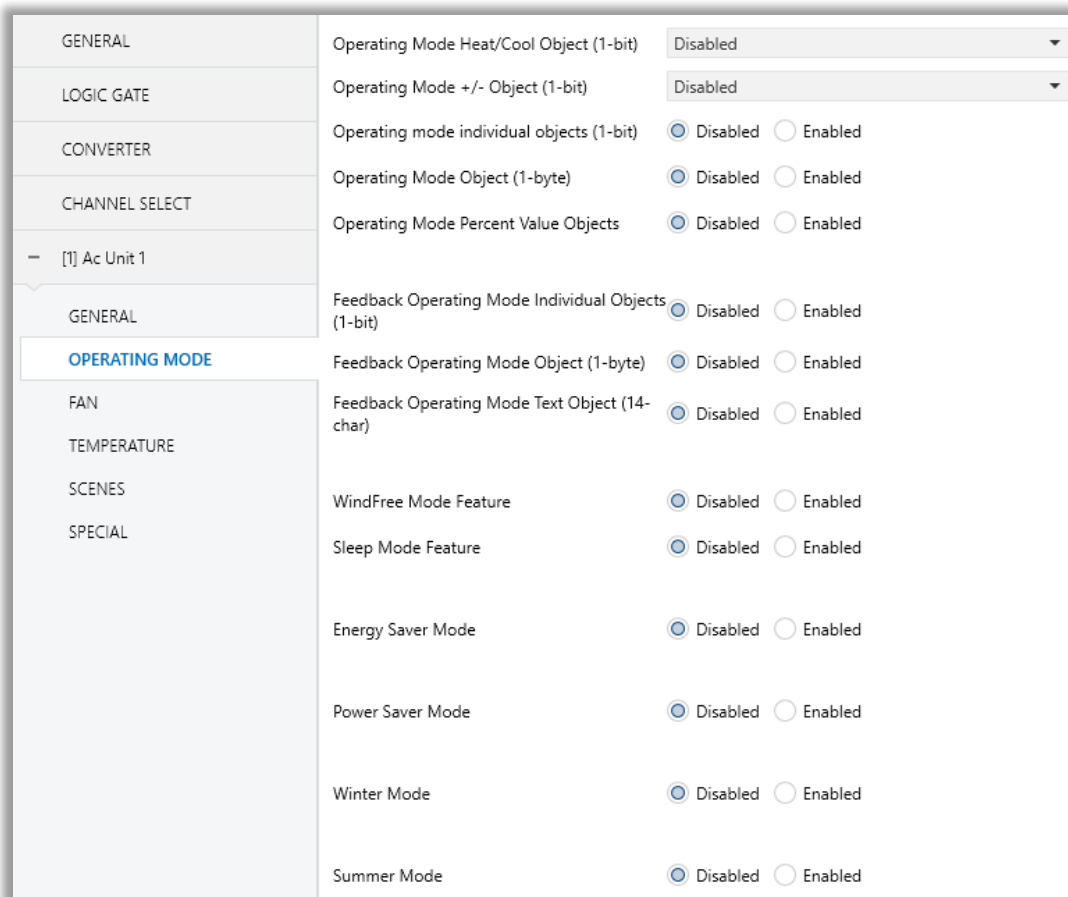 GENERAL
LOGIC GATE
CONVERTER
CHANNEL SELECT
[1] Ac Unit 1
GENERAL
OPERATING MODE
FAN
TEMPERATURE
SCENES
SPECIAL
Operating Mode Heat/Cool Object (1-bit) Disabled
Operating Mode +/- Object (1-bit) Disabled
Operating mode individual objects (1-bit) Disabled Enabled
Operating Mode Object (1-byte) Disabled Enabled
Operating Mode Percent Value Objects Disabled Enabled
Feedback Operating Mode Individual Objects
(1-bit) Disabled Enabled
Feedback Operating Mode Object (1-byte) Disabled Enabled
Feedback Operating Mode Text Object (14-
char) Disabled Enabled
WindFree Mode Feature Disabled Enabled
Sleep Mode Feature Disabled Enabled
Energy Saver Mode Disabled Enabled
Power Saver Mode Disabled Enabled
Winter Mode Disabled Enabled
Summer Mode Disabled Enabled